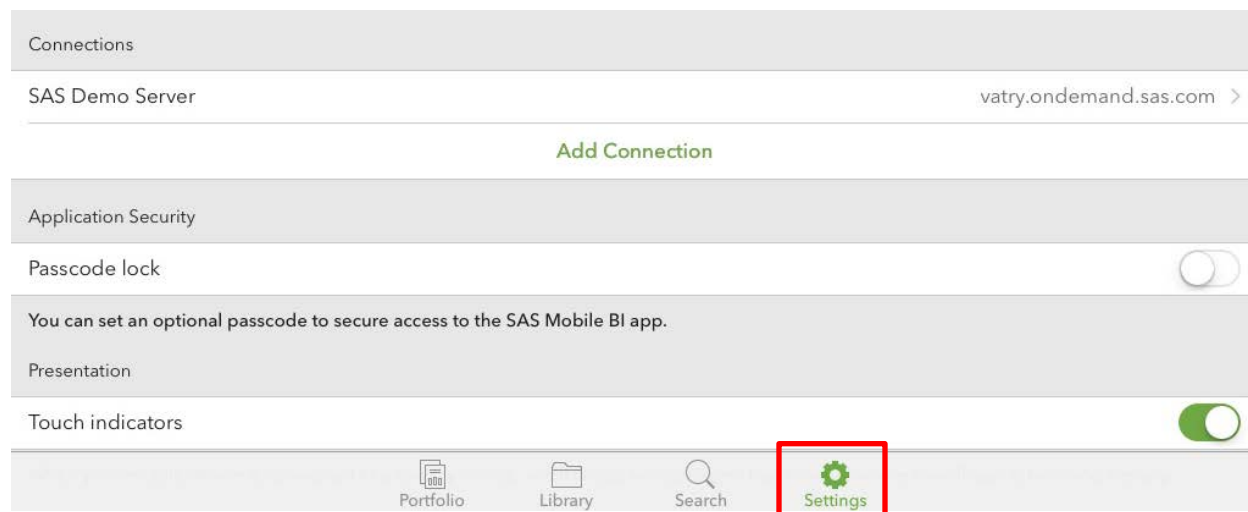 Connections
SAS Demo Server vatry.ondemand.sas.com
Add Connection
Application Security
Passcode lock
You can set an optional passcode to secure access to the SAS Mobile BI app.
Presentation
Touch indicators
Portfolio Library Search Settings